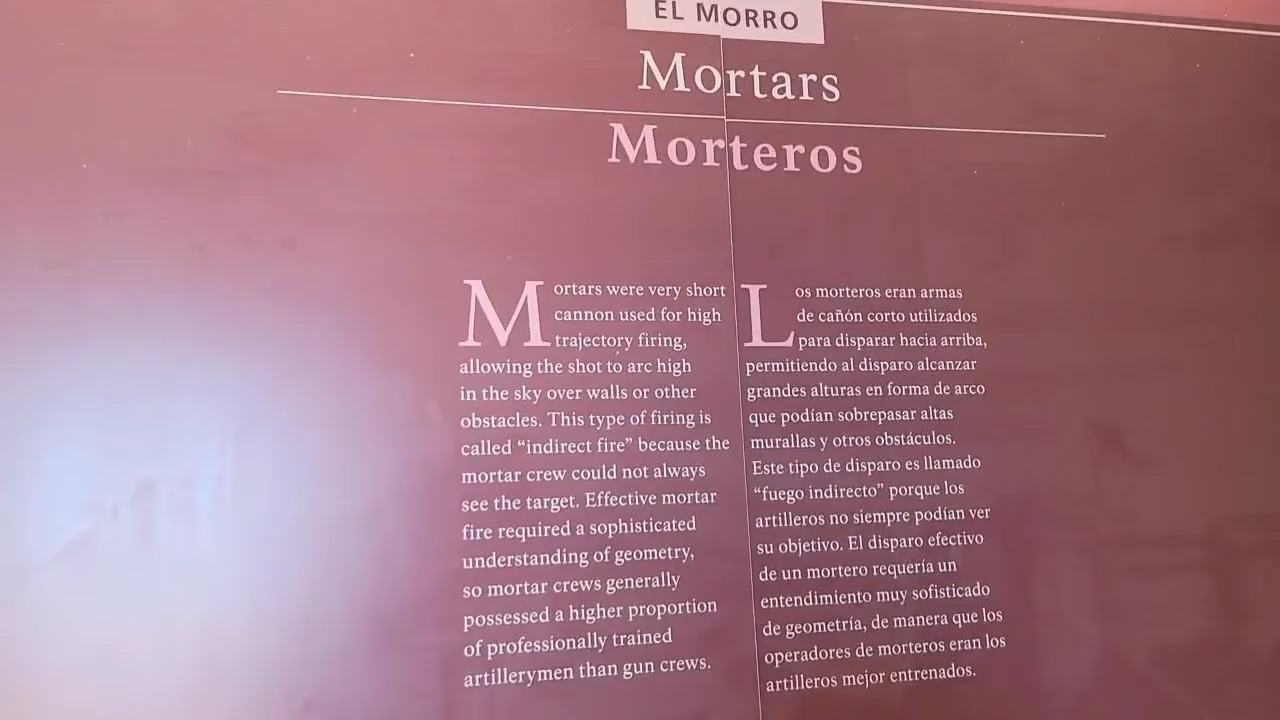 EL MORRO
Mortars
Morteros
Mortars were very short
cannon used for high
trajectory firing,
allowing the shot to arc high
in the sky over walls or other
obstacles. This type of firing is
called “indirect fire” because the
mortar crew could not always
see the target. Effective mortar
fire required a sophisticated
understanding of geometry,
so mortar crews generally
possessed a higher proportion
of professionally trained
artillerymen than gun crews.
Los morteros eran armas
de cañón corto utilizados
para disparar hacia arriba,
permitiendo al disparo alcanzar
grandes alturas en forma de arco
que podían sobrepasar altas
murallas y otros obstáculos.
Este tipo de disparo es llamado
“fuego indirecto” porque los
artilleros no siempre podían ver
su objetivo. El disparo efectivo
de un mortero requería un
entendimiento muy sofisticado
de geometría, de manera que los
operadores de morteros eran los
artilleros mejor entrenados.